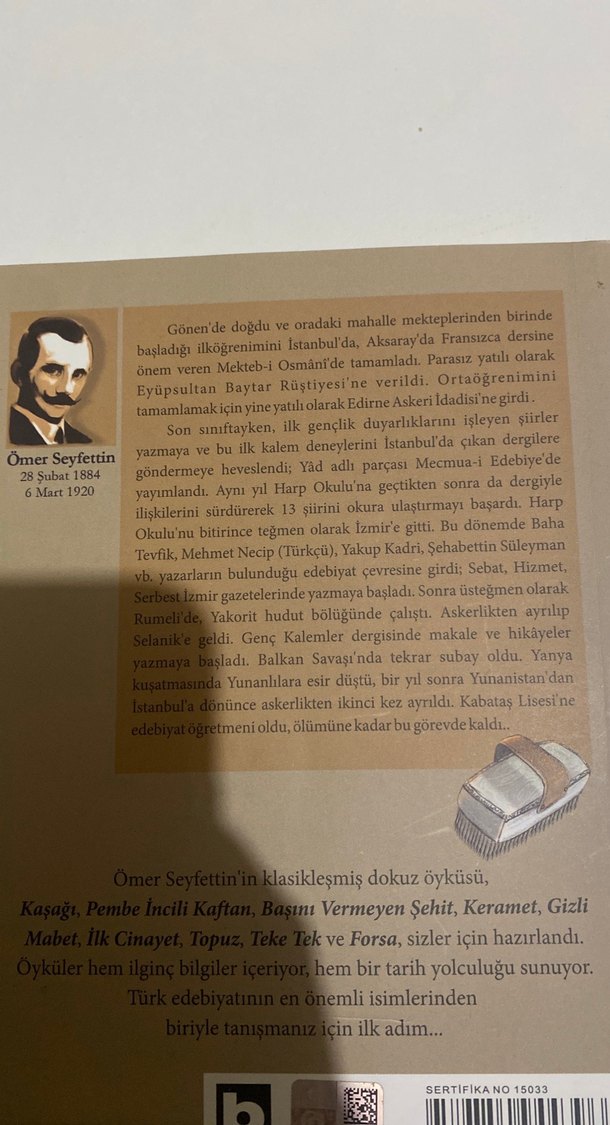 Gönen'de doğdu ve oradaki mahalle mekteplerinden birinde
başladığı ilköğrenimini İstanbul'da, Aksaray'da Fransızca dersine
önem veren Mekteb-i Osmânî'de tamamladı. Parasız yatılı olarak
Eyüpsultan Baytar Rüştiyesi'ne verildi. Ortaöğrenimini
tamamlamak için yine yatılı olarak Edirne Askeri İdadisi'ne girdi.
Son sınıftayken, ilk gençlik duyarlıklarını işleyen şiirler
yazmaya ve bu ilk kalem deneylerini İstanbul'da çıkan dergilere
göndermeye heveslendi; Yâd adlı parçası Mecmua-i Edebiye'de
yayımlandı. Aynı yıl Harp Okulu'na geçtikten sonra da dergiyle
ilişkilerini sürdürerek 13 şiirini okura ulaştırmayı başardı. Harp
Okulu'nu bitirince teğmen olarak İzmir'e gitti. Bu dönemde Baha
Tevfik, Mehmet Necip (Türkçü), Yakup Kadri, Şehabettin Süleyman
vb. yazarların bulunduğu edebiyat çevresine girdi; Sebat, Hizmet,
Serbest İzmir gazetelerinde yazmaya başladı. Sonra üsteğmen olarak
Rumeli'de, Yakorit hudut bölüğünde çalıştı. Askerlikten ayrılıp
Selanik'e geldi. Genç Kalemler dergisinde makale ve hikâyeler
yazmaya başladı. Balkan Savaşı'nda tekrar subay oldu. Yanya
kuşatmasında Yunanlılara esir düştü, bir yıl sonra Yunanistan'dan
İstanbul'a dönünce askerlikten ikinci kez ayrıldı. Kabataş Lisesi'ne
edebiyat öğretmeni oldu, ölümüne kadar bu görevde kaldı..
Ömer Seyfettin
28 Şubat 1884
6 Mart 1920
Ömer Seyfettin'in klasikleşmiş dokuz öyküsü,
Kaşağı, Pembe İncili Kaftan, Başını Vermeyen Şehit, Keramet, Gizli
Mabet, İlk Cinayet, Topuz, Teke Tek ve Forsa, sizler için hazırlandı.
Öyküler hem ilginç bilgiler içeriyor, hem bir tarih yolculuğu sunuyor.
Türk edebiyatının en önemli isimlerinden
biriyle tanışmanız için ilk adım...
SERTİFİKA NO 15033
b